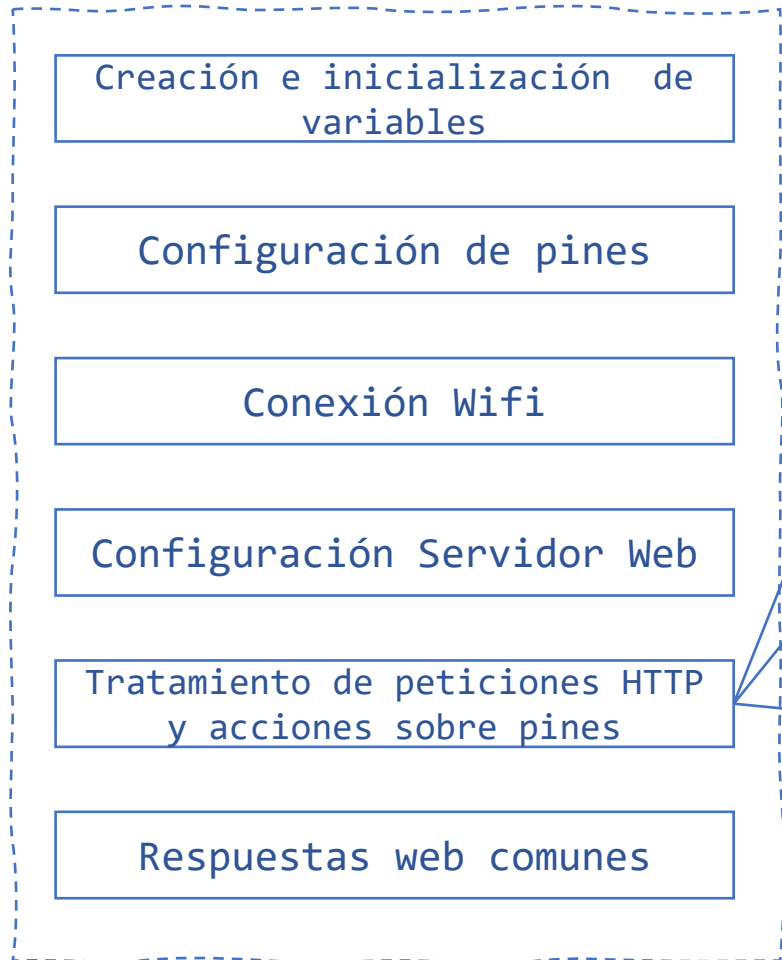 Creación e inicialización  de
variables
Configuración de pines
Conexión Wifi
Configuración Servidor Web
Tratamiento de peticiones HTTP
y acciones sobre pines
Respuestas web comunes